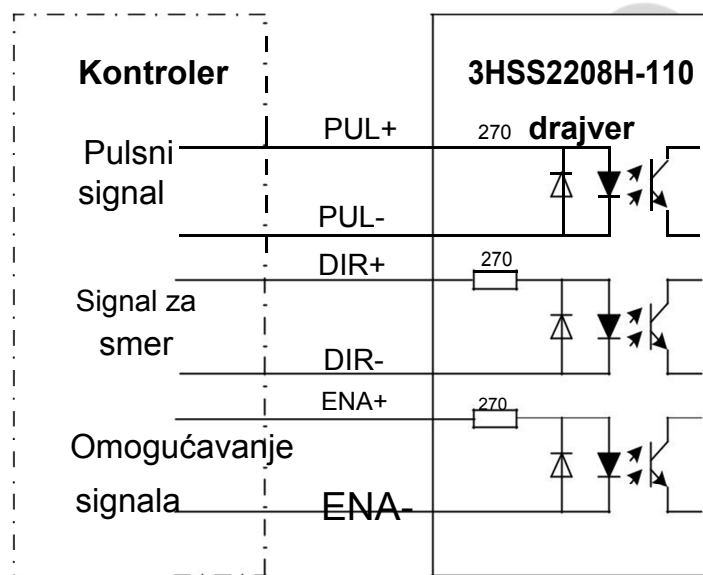 Kontroler
3HSS2208H-110
drajver
PUL+
270
Pulsni
signal
PUL-
DIR+
270
Signal za
smer
DIR-
ENA+
270
Omogućavanje
signala
ENA-